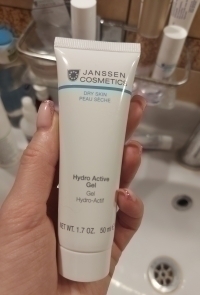 JANSSEN
COSMETICS
DRY SKIN
PEAU SÈCHE
Hydro Active
Gel
Gel
Hydro-Actif
NET WT. 1.7 OZ. 50 ml